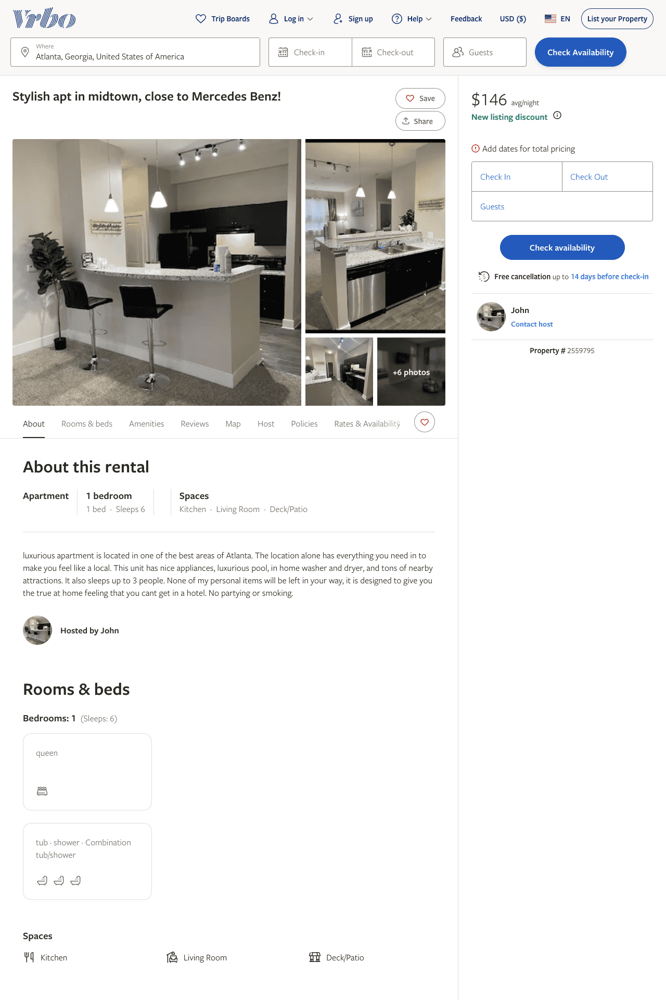 Vrbo
Trip Boards
Log in
Sign up
Help
Feedback
USD ($)
EN
List your Property
Where
Atlanta, Georgia, United States of America
Check-in
Check-out
Guests
Check Availability
Stylish apt in midtown, close to Mercedes Benz!
Save
Share
+6 photos
About
Rooms & beds
Amenities
Reviews
Map
Host
Policies
Rates & Availability
$146 avg/night
New listing discount
Add dates for total pricing
Check In
Check Out
Guests
Check availability
Free cancellation up to 14 days before check-in
John
Contact host
Property # 2559795
About this rental
Apartment
1 bedroom
1 bed · Sleeps 6
Spaces
Kitchen · Living Room · Deck/Patio
luxurious apartment is located in one of the best areas of Atlanta. The location alone has everything you need in to
make you feel like a local. This unit has nice appliances, luxurious pool, in home washer and dryer, and tons of nearby
attractions. It also sleeps up to 3 people. None of my personal items will be left in your way, it is designed to give you
the true at home feeling that you cant get in a hotel. No partying or smoking.
Hosted by John
Rooms & beds
Bedrooms: 1 (Sleeps: 6)
queen
tub · shower · Combination
tub/shower
Spaces
Kitchen
Living Room
Deck/Patio